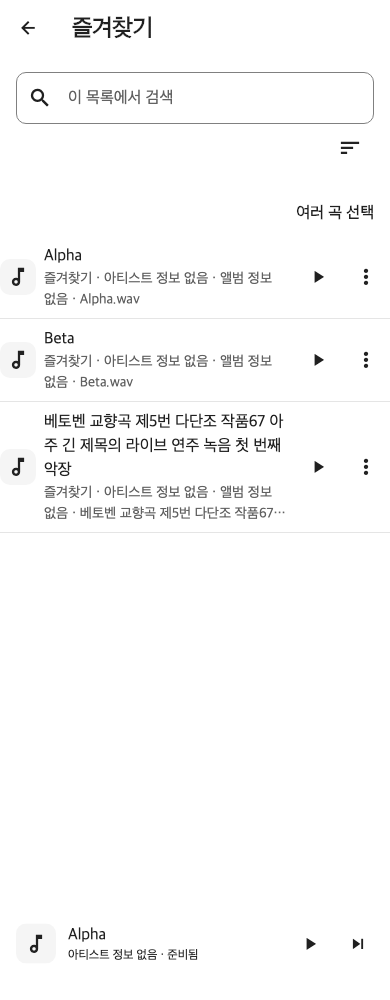 즐겨찾기
이 목록에서 검색
여러 곡 선택
Alpha
즐겨찾기 · 아티스트 정보 없음 · 앨범 정보
없음 · Alpha.wav
Beta
즐겨찾기 · 아티스트 정보 없음 · 앨범 정보
없음 · Beta.wav
베토벤 교향곡 제5번 다단조 작품67 아
주 긴 제목의 라이브 연주 녹음 첫 번째
악장
즐겨찾기 · 아티스트 정보 없음 · 앨범 정보
없음 · 베토벤 교향곡 제5번 다단조 작품67…
Alpha
아티스트 정보 없음 · 준비됨